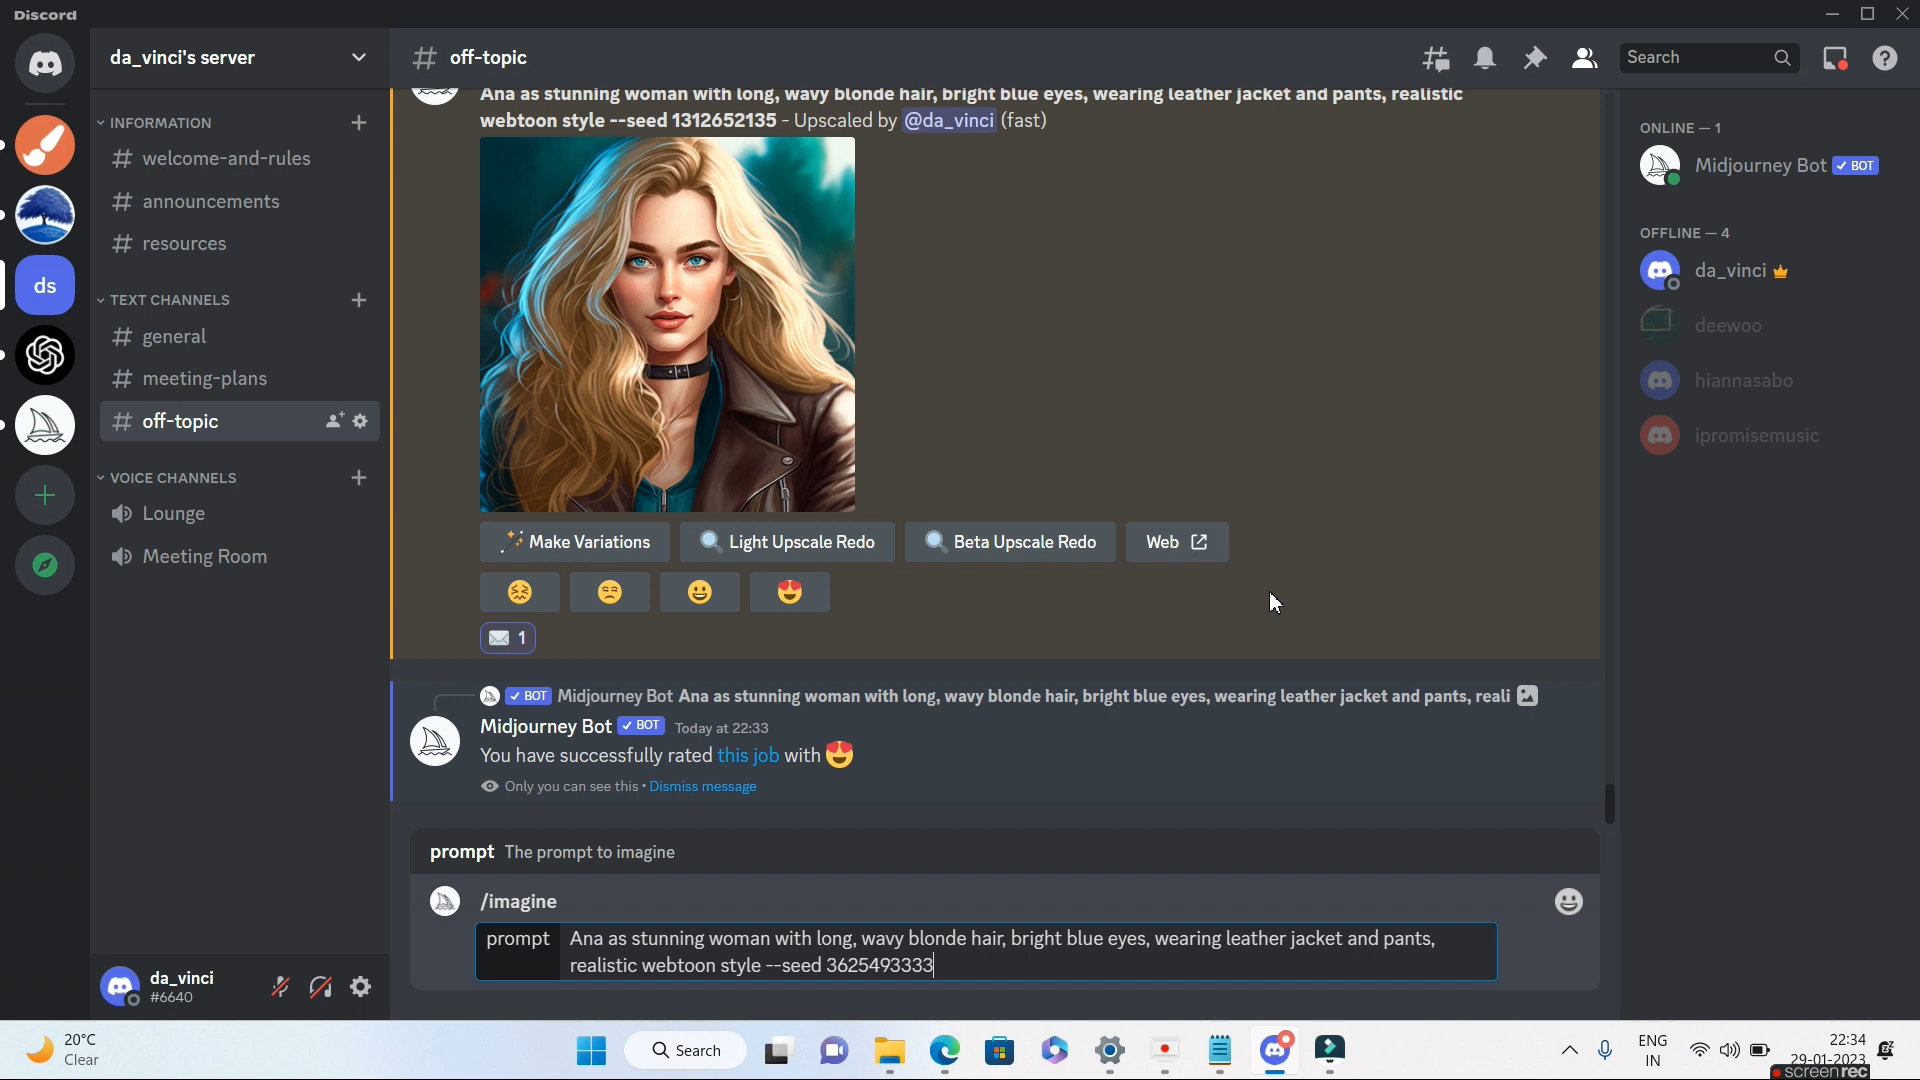 Discord
da_vinci's server
INFORMATION
welcome-and-rules
announcements
resources
TEXT CHANNELS
ds
general
meeting-plans
off-topic
VOICE CHANNELS
Lounge
Meeting Room
da_vinci
#6640
off-topic
Search
Ana as stunning woman with long, wavy blonde hair, bright blue eyes, wearing leather jacket and pants, realistic
webtoon style --seed 1312652135 - Upscaled by @da_vinci (fast)
Make Variations
Light Upscale Redo
Beta Upscale Redo
Web
1
BOT Midjourney Bot Ana as stunning woman with long, wavy blonde hair, bright blue eyes, wearing leather jacket and pants, reali
Midjourney Bot BOT Today at 22:33
You have successfully rated this job with
Only you can see this • Dismiss message
prompt The prompt to imagine
/imagine
prompt Ana as stunning woman with long, wavy blonde hair, bright blue eyes, wearing leather jacket and pants,
realistic webtoon style --seed 3625493333
ONLINE — 1
Midjourney Bot BOT
OFFLINE — 4
da_vinci
deewoo
hiannasabo
ipromisemusic
20°C
Clear
Search
ENG
IN
22:34
29-01-2023
screenrec